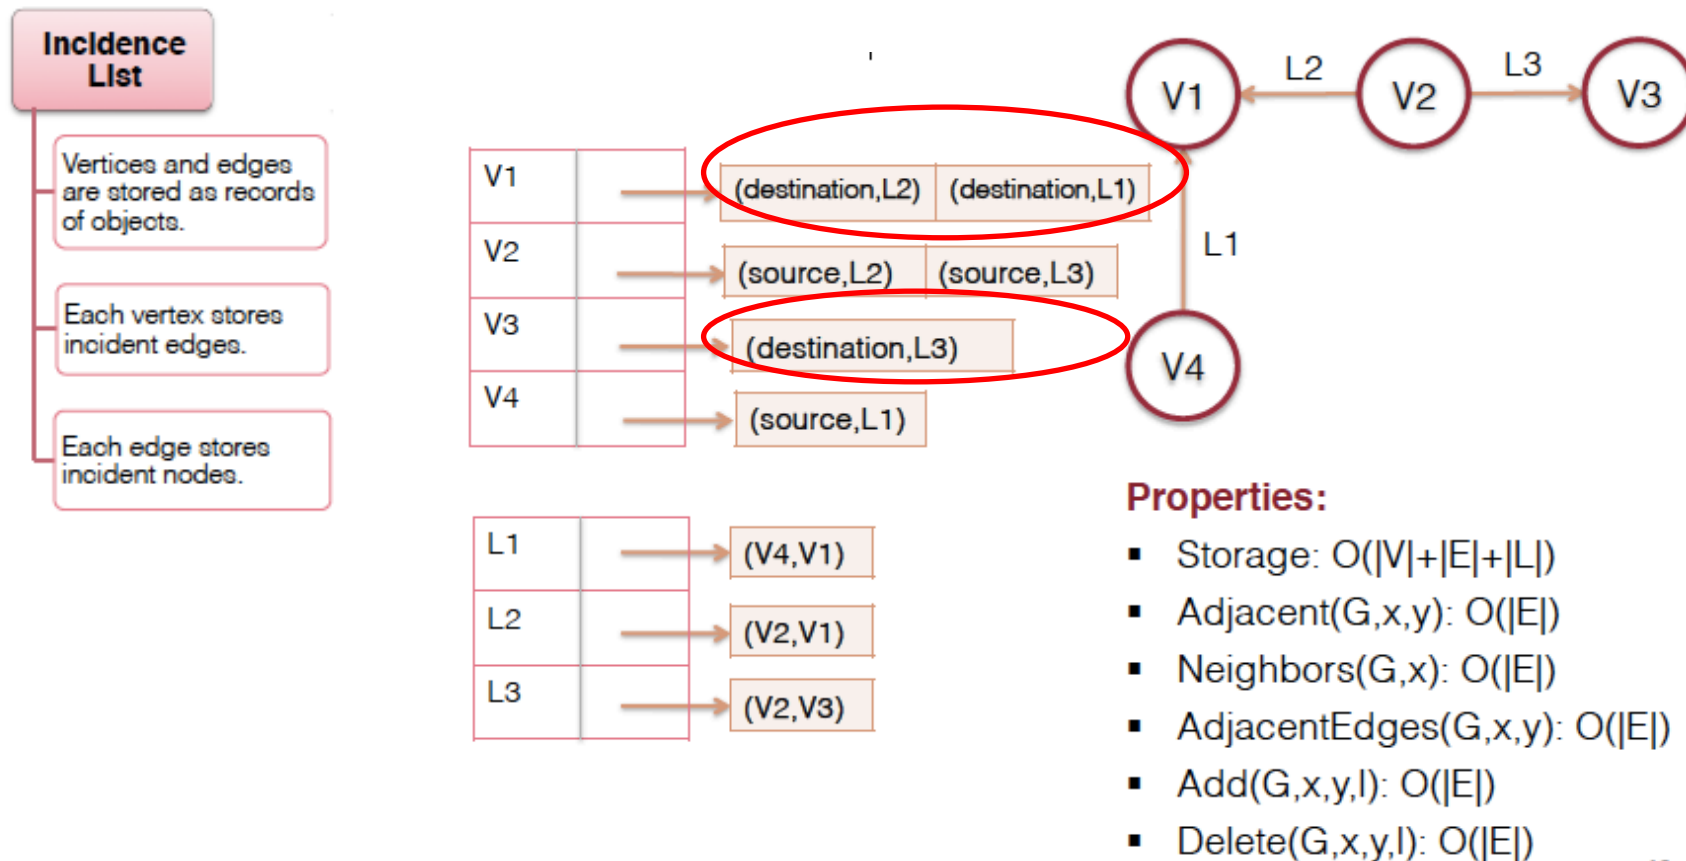 Incidence
List
Vertices and edges
are stored as records
of objects.
Each vertex stores
incident edges.
Each edge stores
incident nodes.
V1
(destination,L2)
(destination,L1)
V2
(source,L2)
(source,L3)
V3
(destination,L3)
V4
(source,L1)
L1
(V4,V1)
L2
(V2,V1)
L3
(V2,V3)
V1
L2
V2
L3
V3
L1
V4
Properties:
▪ Storage: O(|V|+|E|+|L|)
▪ Adjacent(G,x,y): O(|E|)
▪ Neighbors(G,x): O(|E|)
▪ AdjacentEdges(G,x,y): O(|E|)
▪ Add(G,x,y,l): O(|E|)
▪ Delete(G,x,y,l): O(|E|)